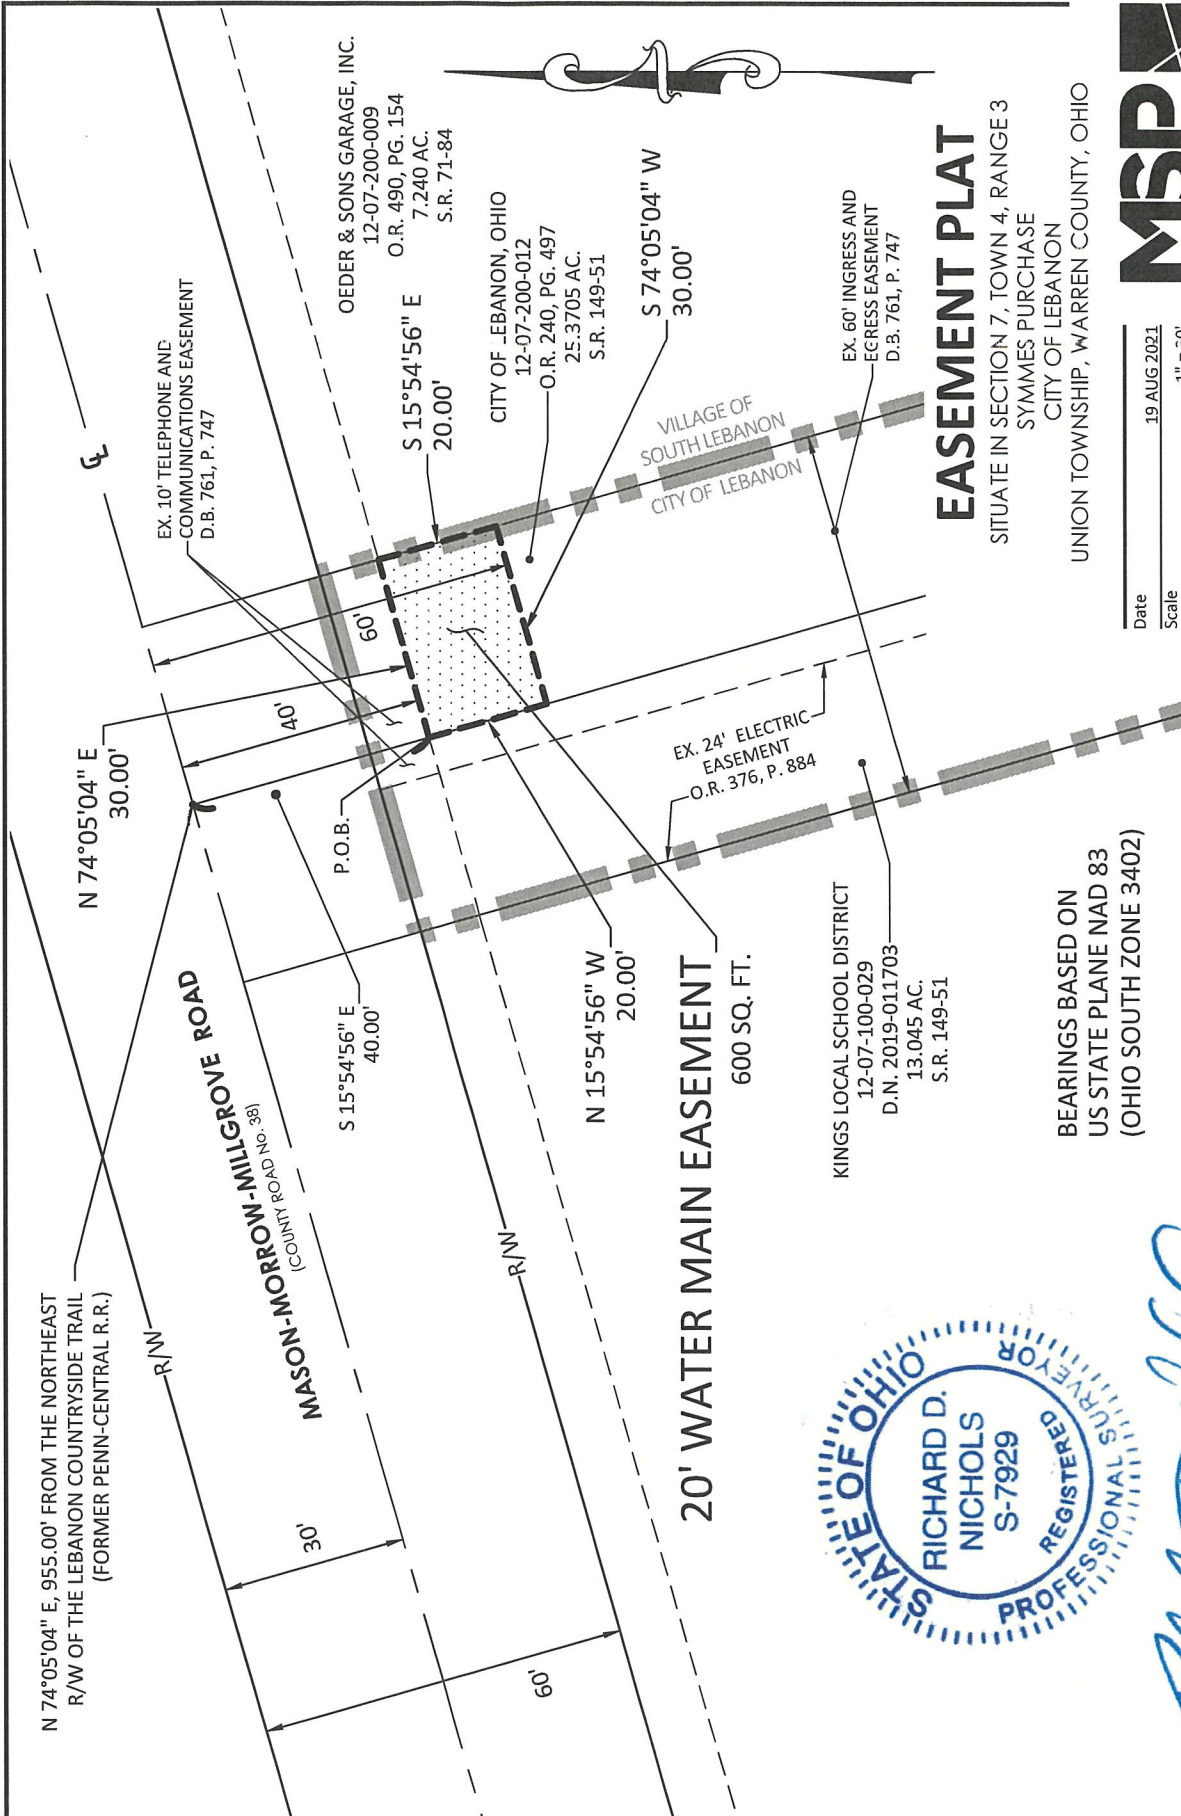 N 74°05'04" E, 955.00' FROM THE NORTHEAST
R/W OF THE LEBANON COUNTRYSIDE TRAIL
(FORMER PENN-CENTRAL R.R.)
R/W
MASON-MORROW-MILLGROVE ROAD
(COUNTY ROAD No. 38)
R/W
30'
60'
N 74°05'04" E
30.00'
S 15°54'56" E
40.00'
P.O.B.
40'
60'
EX. 10' TELEPHONE AND
COMMUNICATIONS EASEMENT
D.B. 761, P. 747
℄
OEDER & SONS GARAGE, INC.
12-07-200-009
O.R. 490, PG. 154
7.240 AC.
S.R. 71-84
S 15°54'56" E
20.00'
CITY OF LEBANON, OHIO
12-07-200-012
O.R. 240, PG. 497
25.3705 AC.
S.R. 149-51
S 74°05'04" W
30.00'
VILLAGE OF
SOUTH LEBANON
CITY OF LEBANON
EX. 60' INGRESS AND
EGRESS EASEMENT
D.B. 761, P. 747
EX. 24' ELECTRIC
EASEMENT
O.R. 376, P. 884
N 15°54'56" W
20.00'
20' WATER MAIN EASEMENT
600 SQ. FT.
KINGS LOCAL SCHOOL DISTRICT
12-07-100-029
D.N. 2019-011703
13.045 AC.
S.R. 149-51
BEARINGS BASED ON
US STATE PLANE NAD 83
(OHIO SOUTH ZONE 3402)
STATE OF OHIO
RICHARD D.
NICHOLS
S-7929
REGISTERED
PROFESSIONAL SURVEYOR
EASEMENT PLAT
SITUATE IN SECTION 7, TOWN 4, RANGE 3
SYMMES PURCHASE
CITY OF LEBANON
UNION TOWNSHIP, WARREN COUNTY, OHIO
Date 19 AUG 2021
Scale
MSP